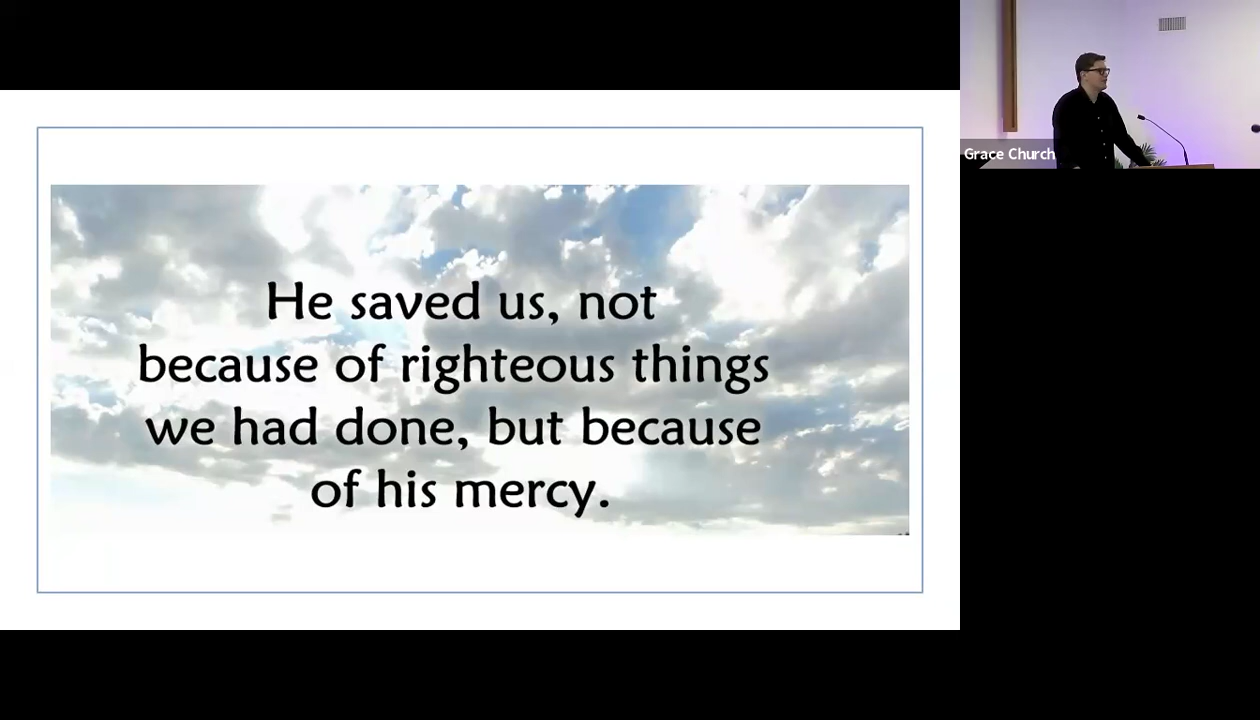 He saved us, not
because of righteous things
we had done, but because
of his mercy.
Grace Church